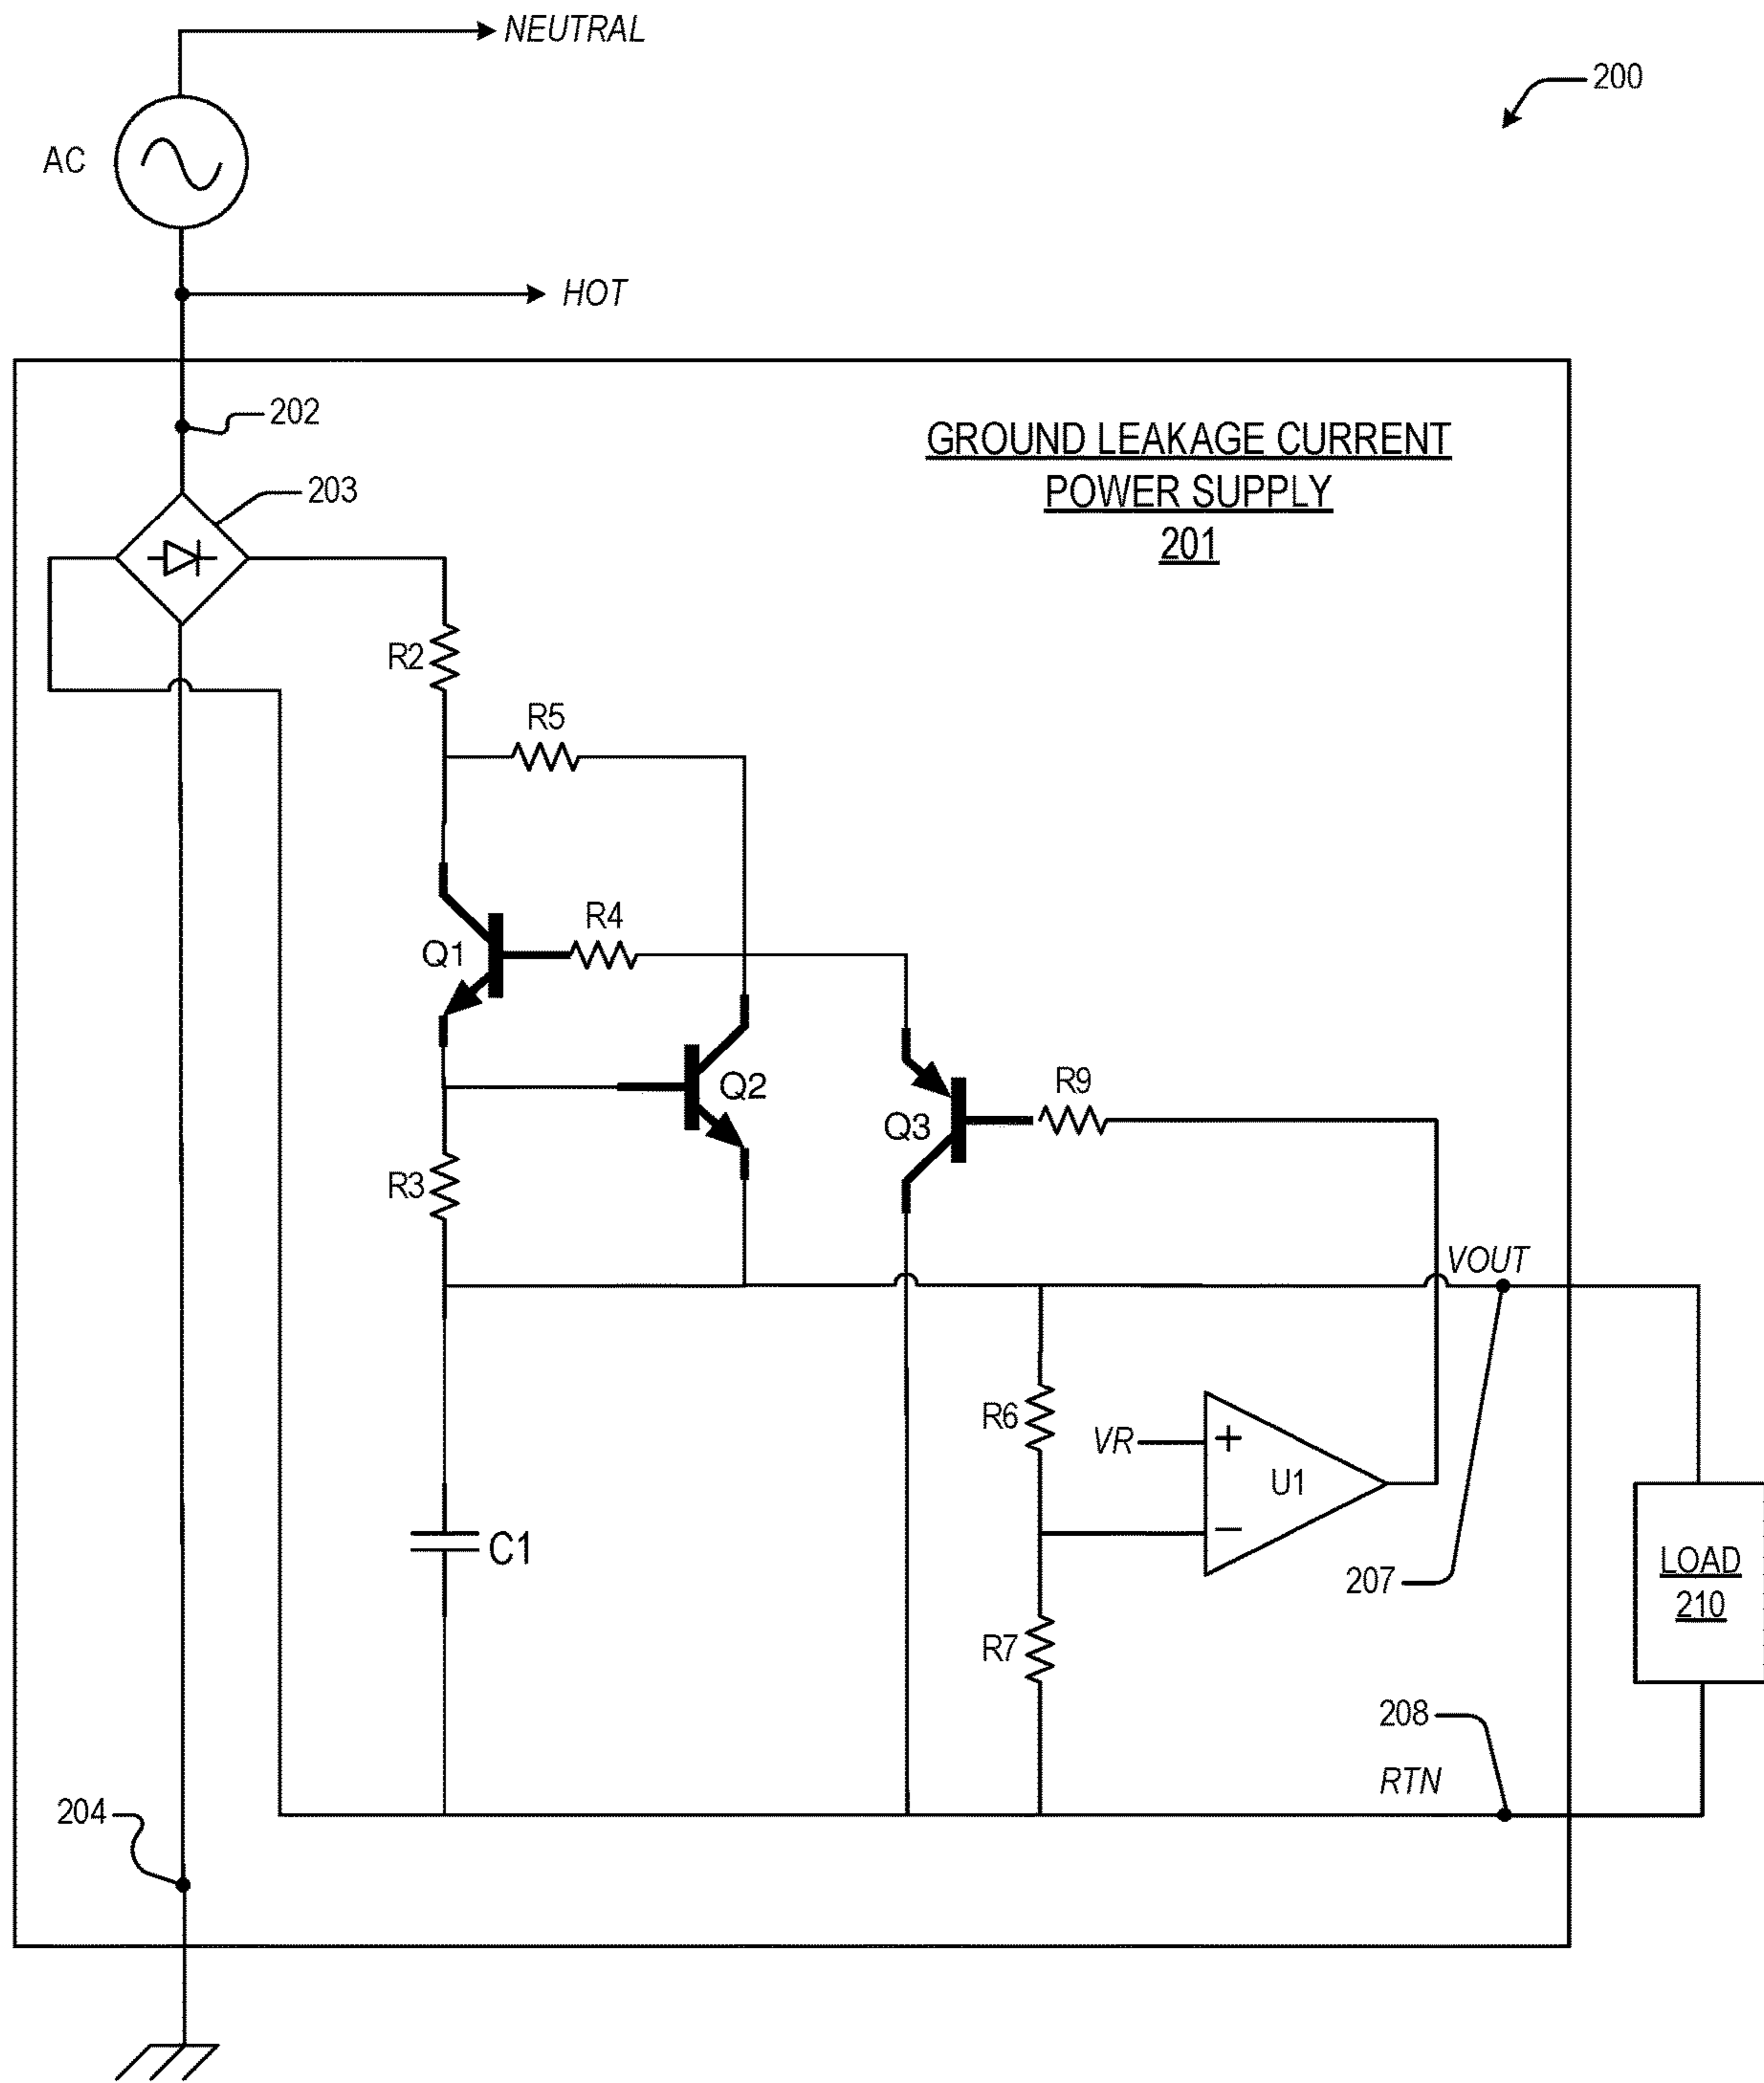 NEUTRAL
200
AC
HOT
202
GROUND LEAKAGE CURRENT
POWER SUPPLY
201
203
R2
R5
R4
Q1
Q2
R9
Q3
R3
VOUT
R6
VR
+
U1
−
C1
207
LOAD
210
R7
208
RTN
204